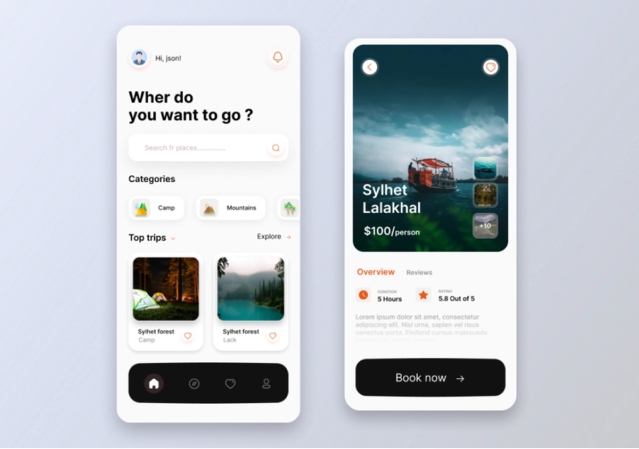 Hi, json!
Wher do
you want to go ?
Search fr places..............
Categories
Camp
Mountains
Top trips
Explore
Sylhet forest
Camp
Sylhet forest
Lack
Sylhet
Lalakhal
$100/person
+10
Overview
Reviews
DURATION
5 Hours
RATING
5.8 Out of 5
Lorem ipsum dolor sit amet, consectetur
adipiscing elit. Nisl urna, sapien vel risus
Book now